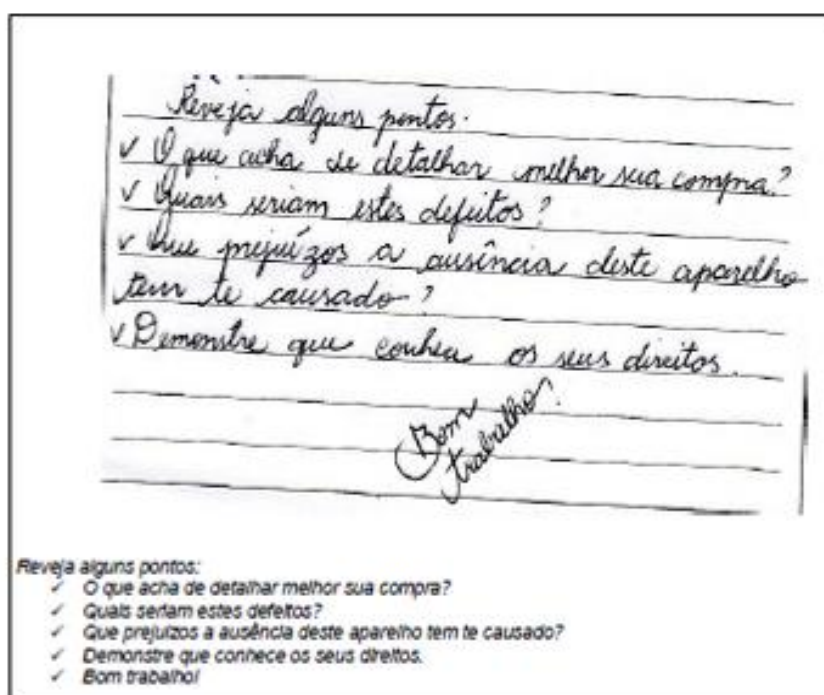 Reveja alguns pontos.
✓ O que acha de detalhar melhor sua compra?
✓ Quais seriam estes defeitos?
✓ Que prejuízos a ausência deste aparelho
tem te causado?
✓ Demonstre que conhece os seus direitos.
Bom
trabalho!
Reveja alguns pontos:
✓ O que acha de detalhar melhor sua compra?
✓ Quais seriam estes defeitos?
✓ Que prejuízos a ausência deste aparelho tem te causado?
✓ Demonstre que conhece os seus direitos.
✓ Bom trabalho!